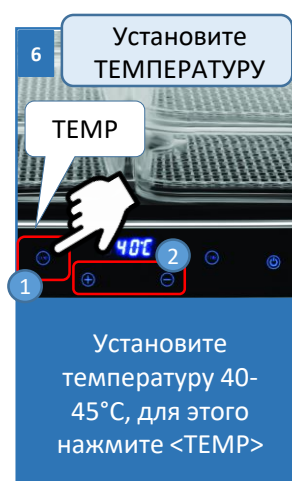 6
Установите
ТЕМПЕРАТУРУ
TEMP
40℃
1
2
Установите
температуру 40-
45°С, для этого
нажмите <TEMP>